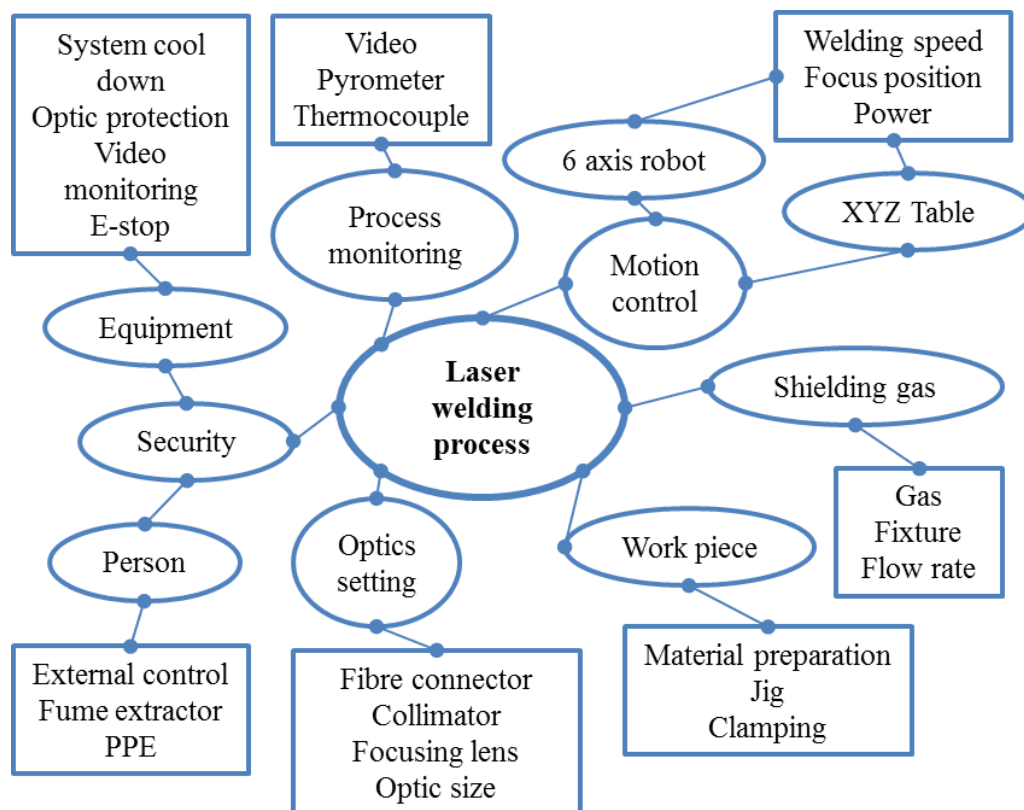 System cool
down
Optic protection
Video
monitoring
E-stop
Video
Pyrometer
Thermocouple
Welding speed
Focus position
Power
6 axis robot
XYZ Table
Process
monitoring
Motion
control
Equipment
Laser
welding
process
Shielding gas
Security
Gas
Fixture
Flow rate
Person
Optics
setting
Work piece
External control
Fume extractor
PPE
Fibre connector
Collimator
Focusing lens
Optic size
Material preparation
Jig
Clamping